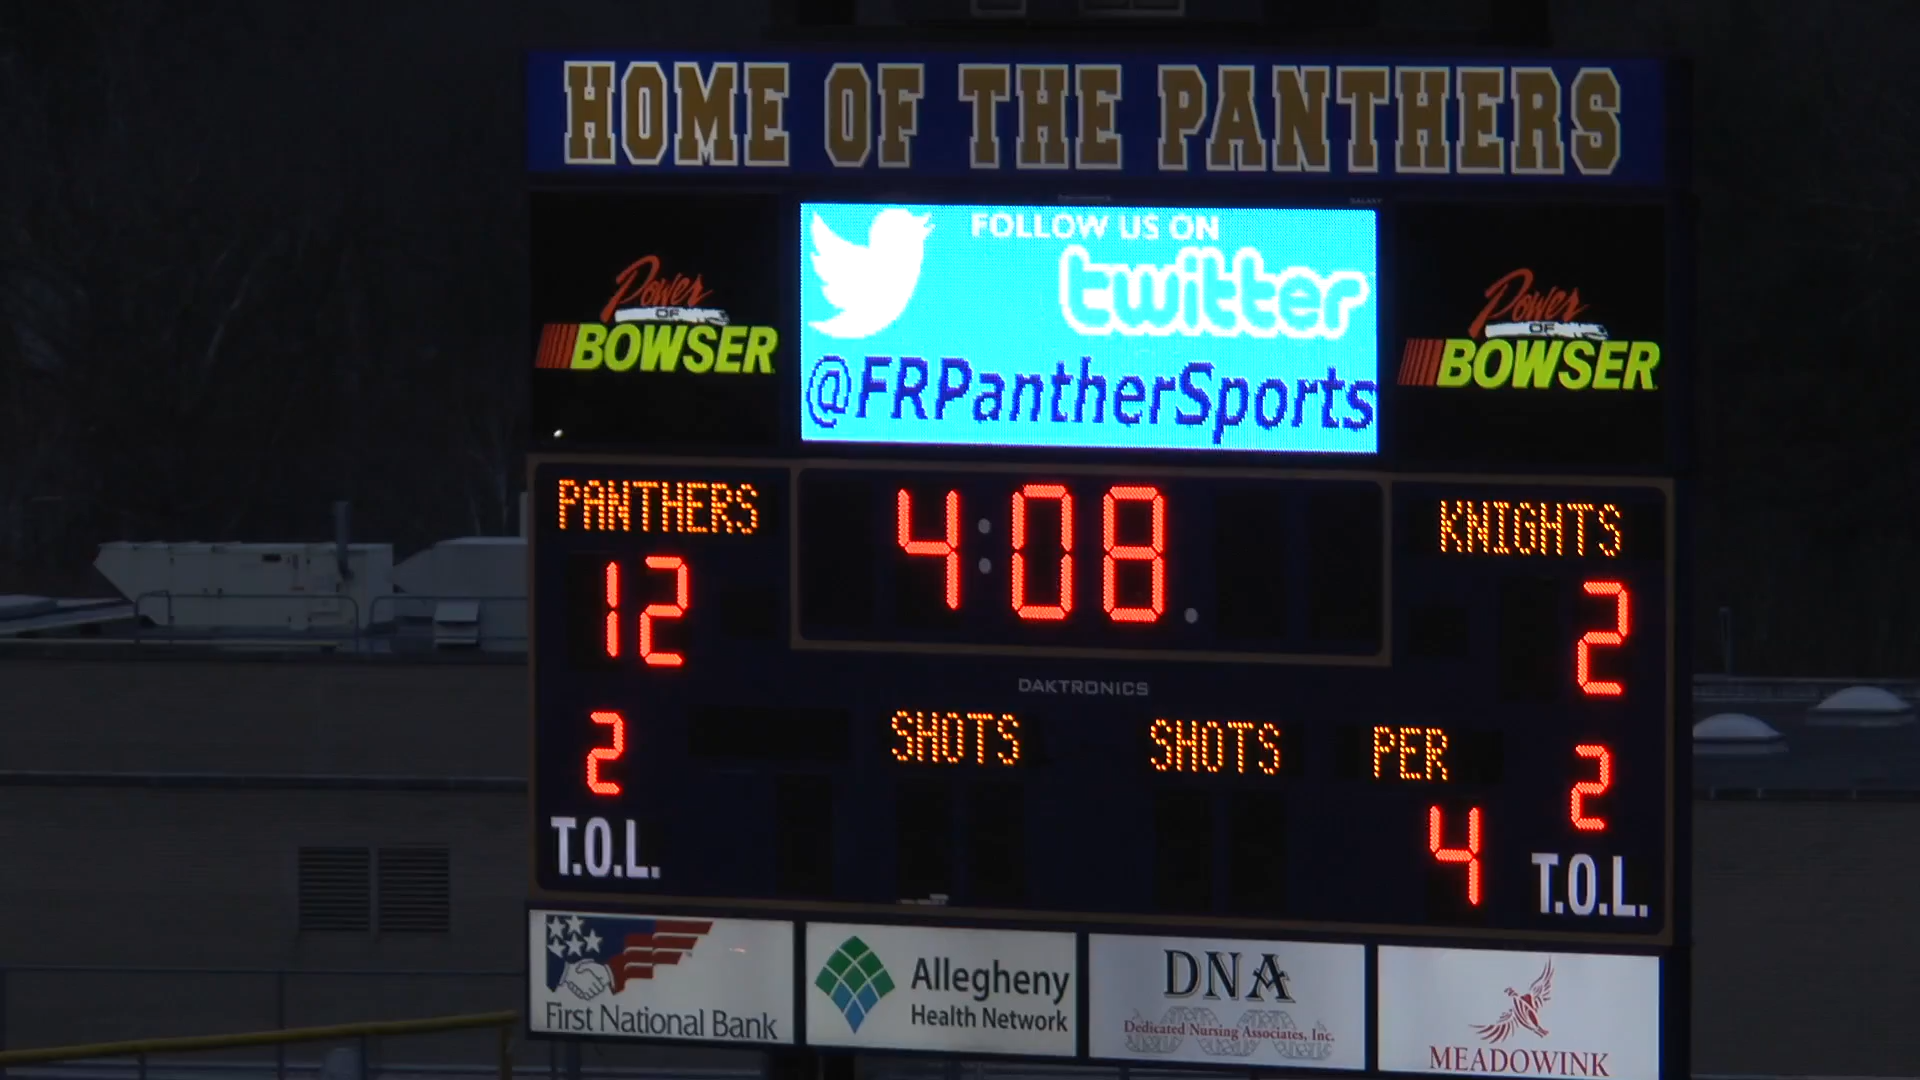 HOME OF THE PANTHERS
Power
OF
BOWSER
FOLLOW US ON
twitter
@FRPantherSports
Power
OF
BOWSER
PANTHERS
4:08
KNIGHTS
12
2
DAKTRONICS
2
SHOTS
SHOTS
PER
2
4
T.O.L.
T.O.L.
First National Bank
Allegheny
Health Network
DNA
Dedicated Nursing Associates, Inc.
MEADOWINK